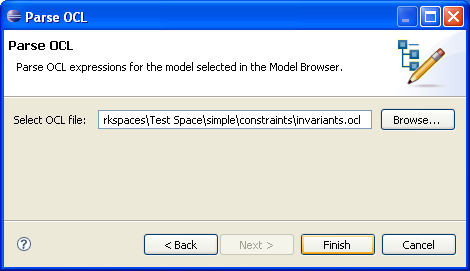 Parse OCL
Parse OCL
Parse OCL expressions for the model selected in the Model Browser.
Select OCL file: rkspaces\Test Space\simple\constraints\invariants.ocl Browse...
? < Back Next > Finish Cancel